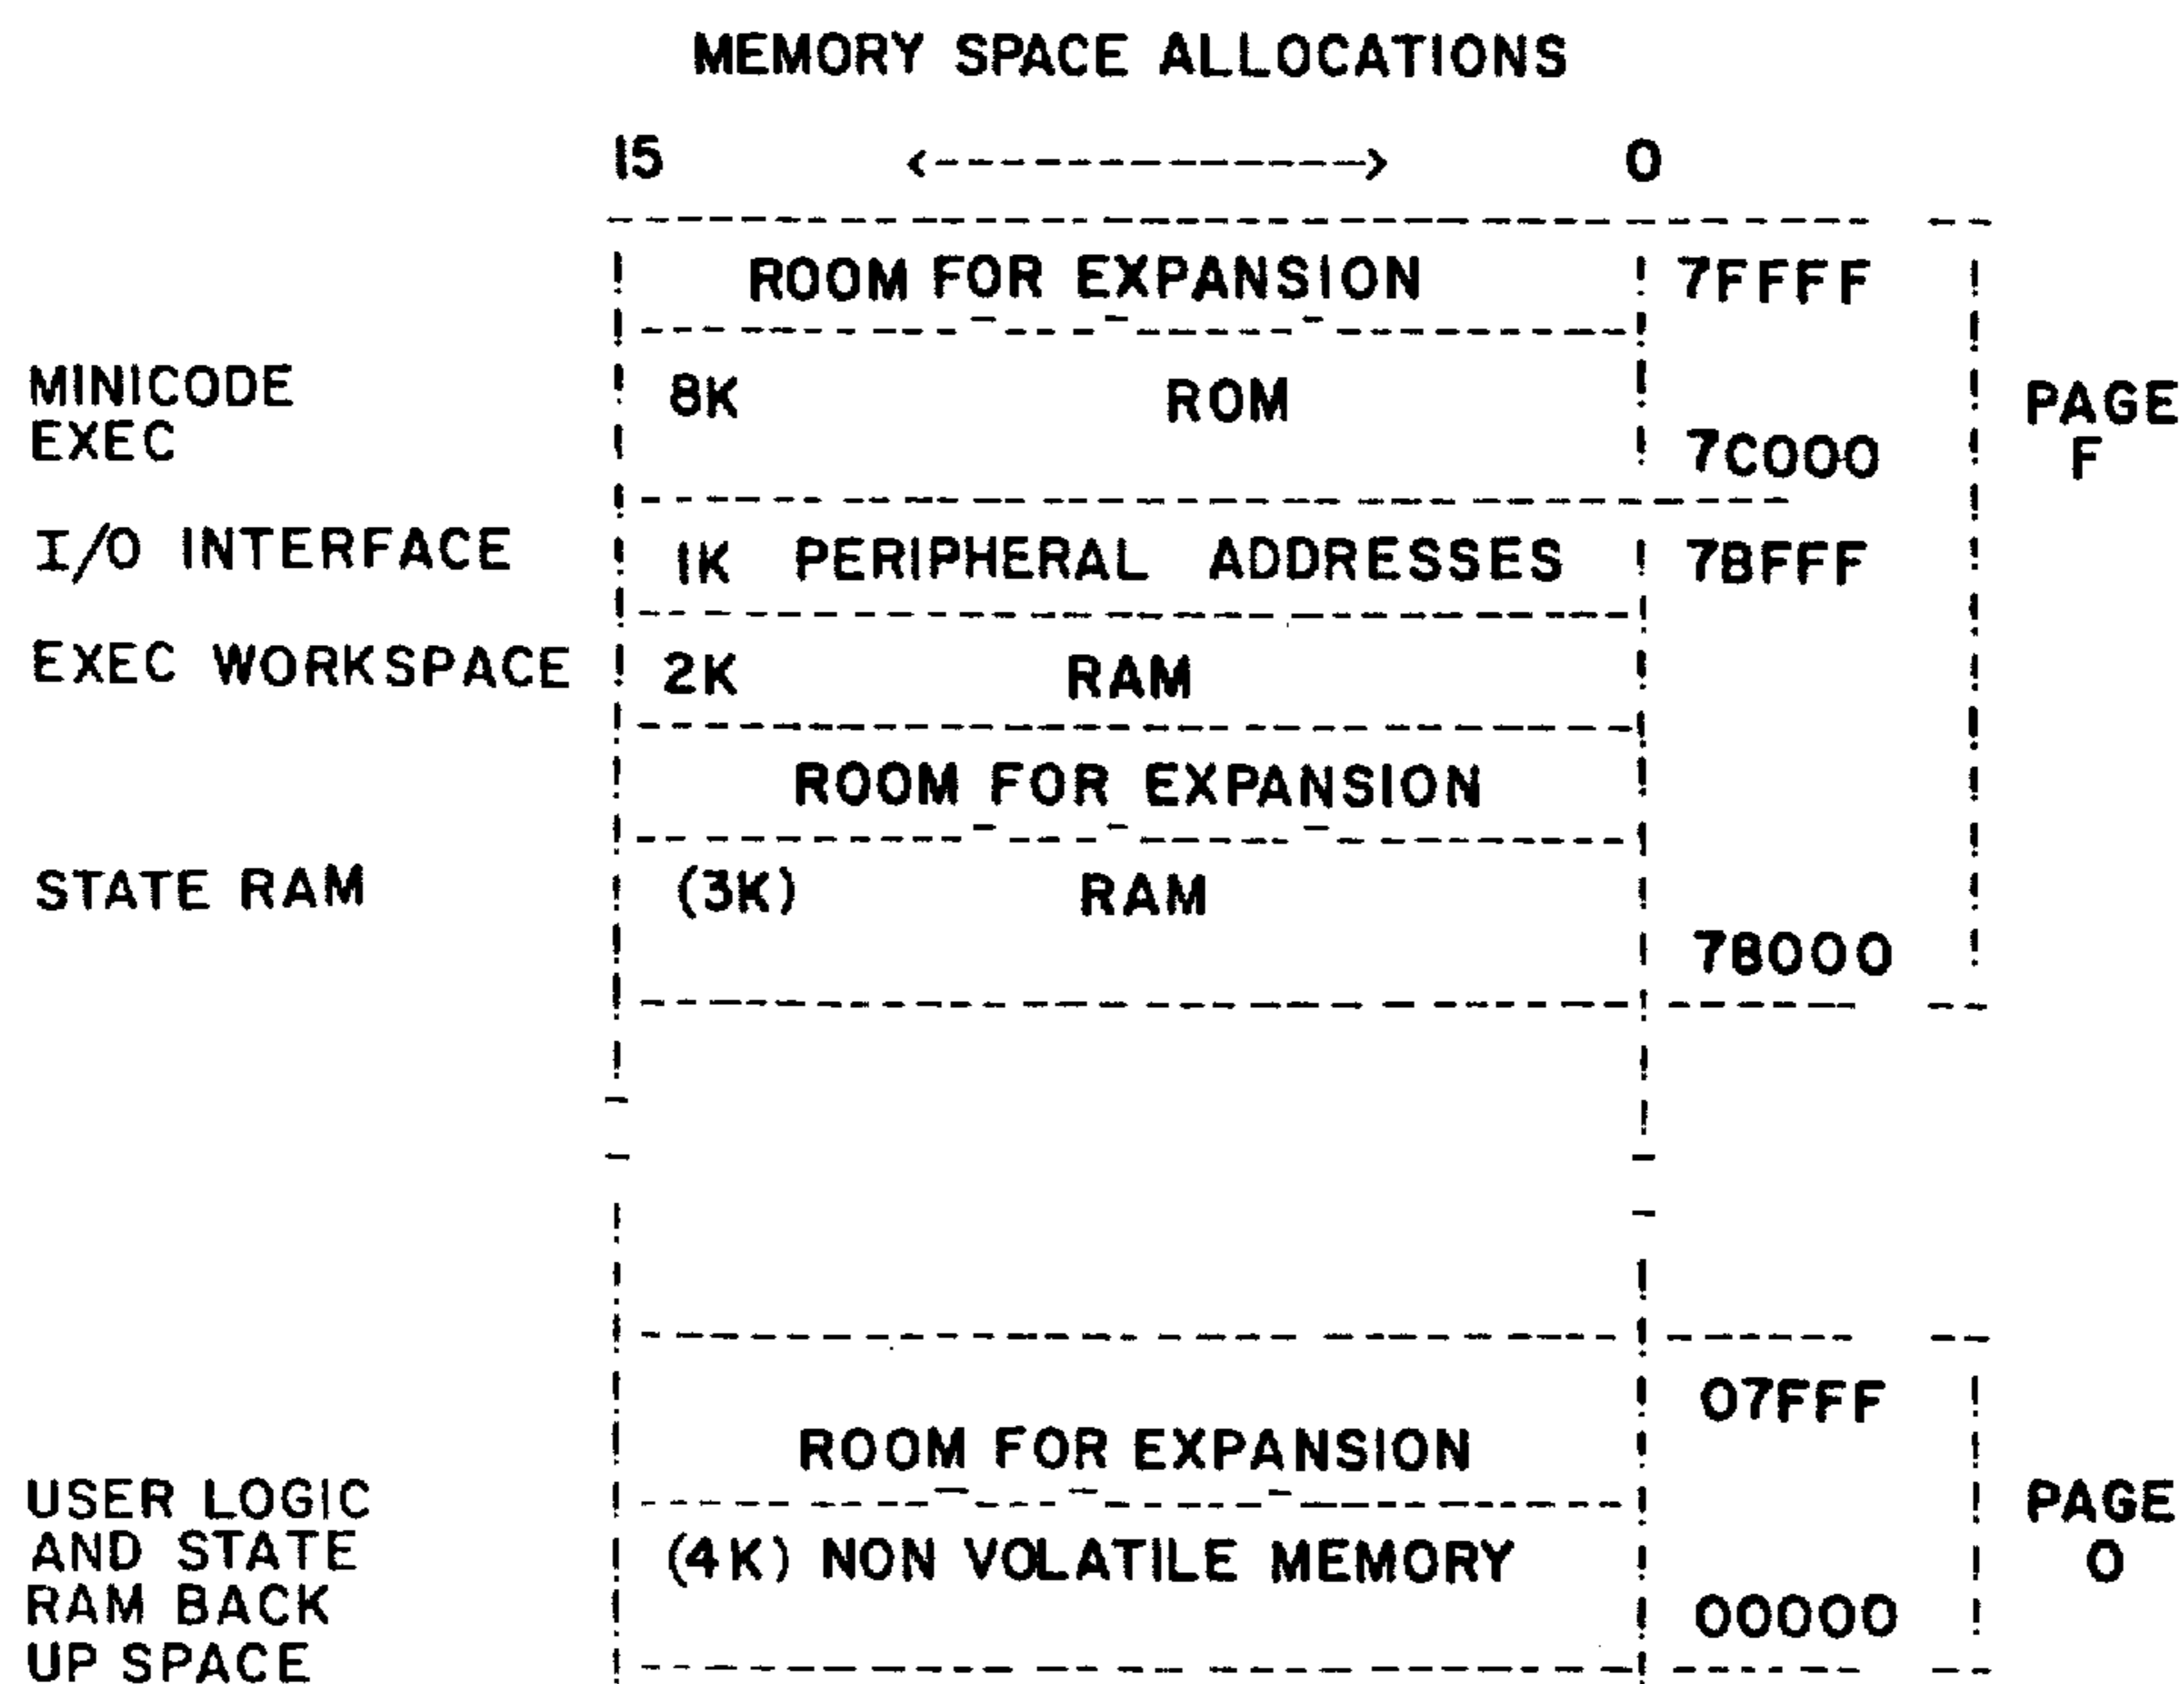 MEMORY SPACE ALLOCATIONS
15 <--------------> 0
ROOM FOR EXPANSION 7FFFF
MINICODE
EXEC
8K ROM
7C000
PAGE
F
I/O INTERFACE 1K PERIPHERAL ADDRESSES 7BFFF
EXEC WORKSPACE 2K RAM
ROOM FOR EXPANSION
STATE RAM (3K) RAM
78000
07FFF
ROOM FOR EXPANSION
USER LOGIC
AND STATE
RAM BACK
UP SPACE
(4K) NON VOLATILE MEMORY
00000
PAGE
0